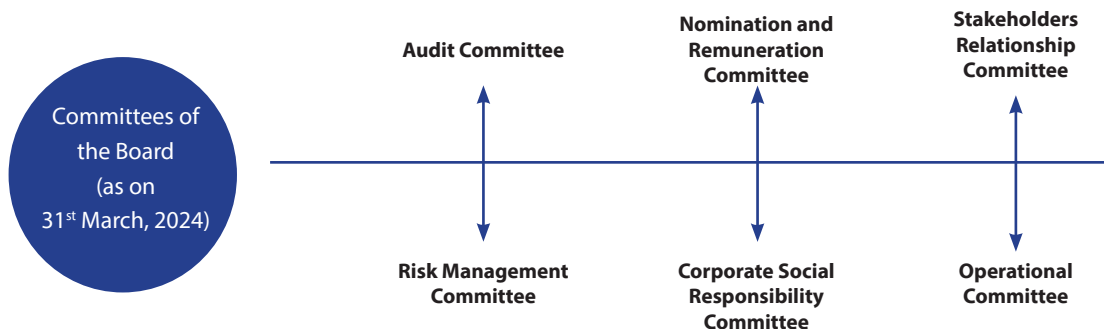 Committees of
the Board
(as on
31st March, 2024)
Audit Committee
Nomination and
Remuneration
Committee
Stakeholders
Relationship
Committee
Risk Management
Committee
Corporate Social
Responsibility
Committee
Operational
Committee